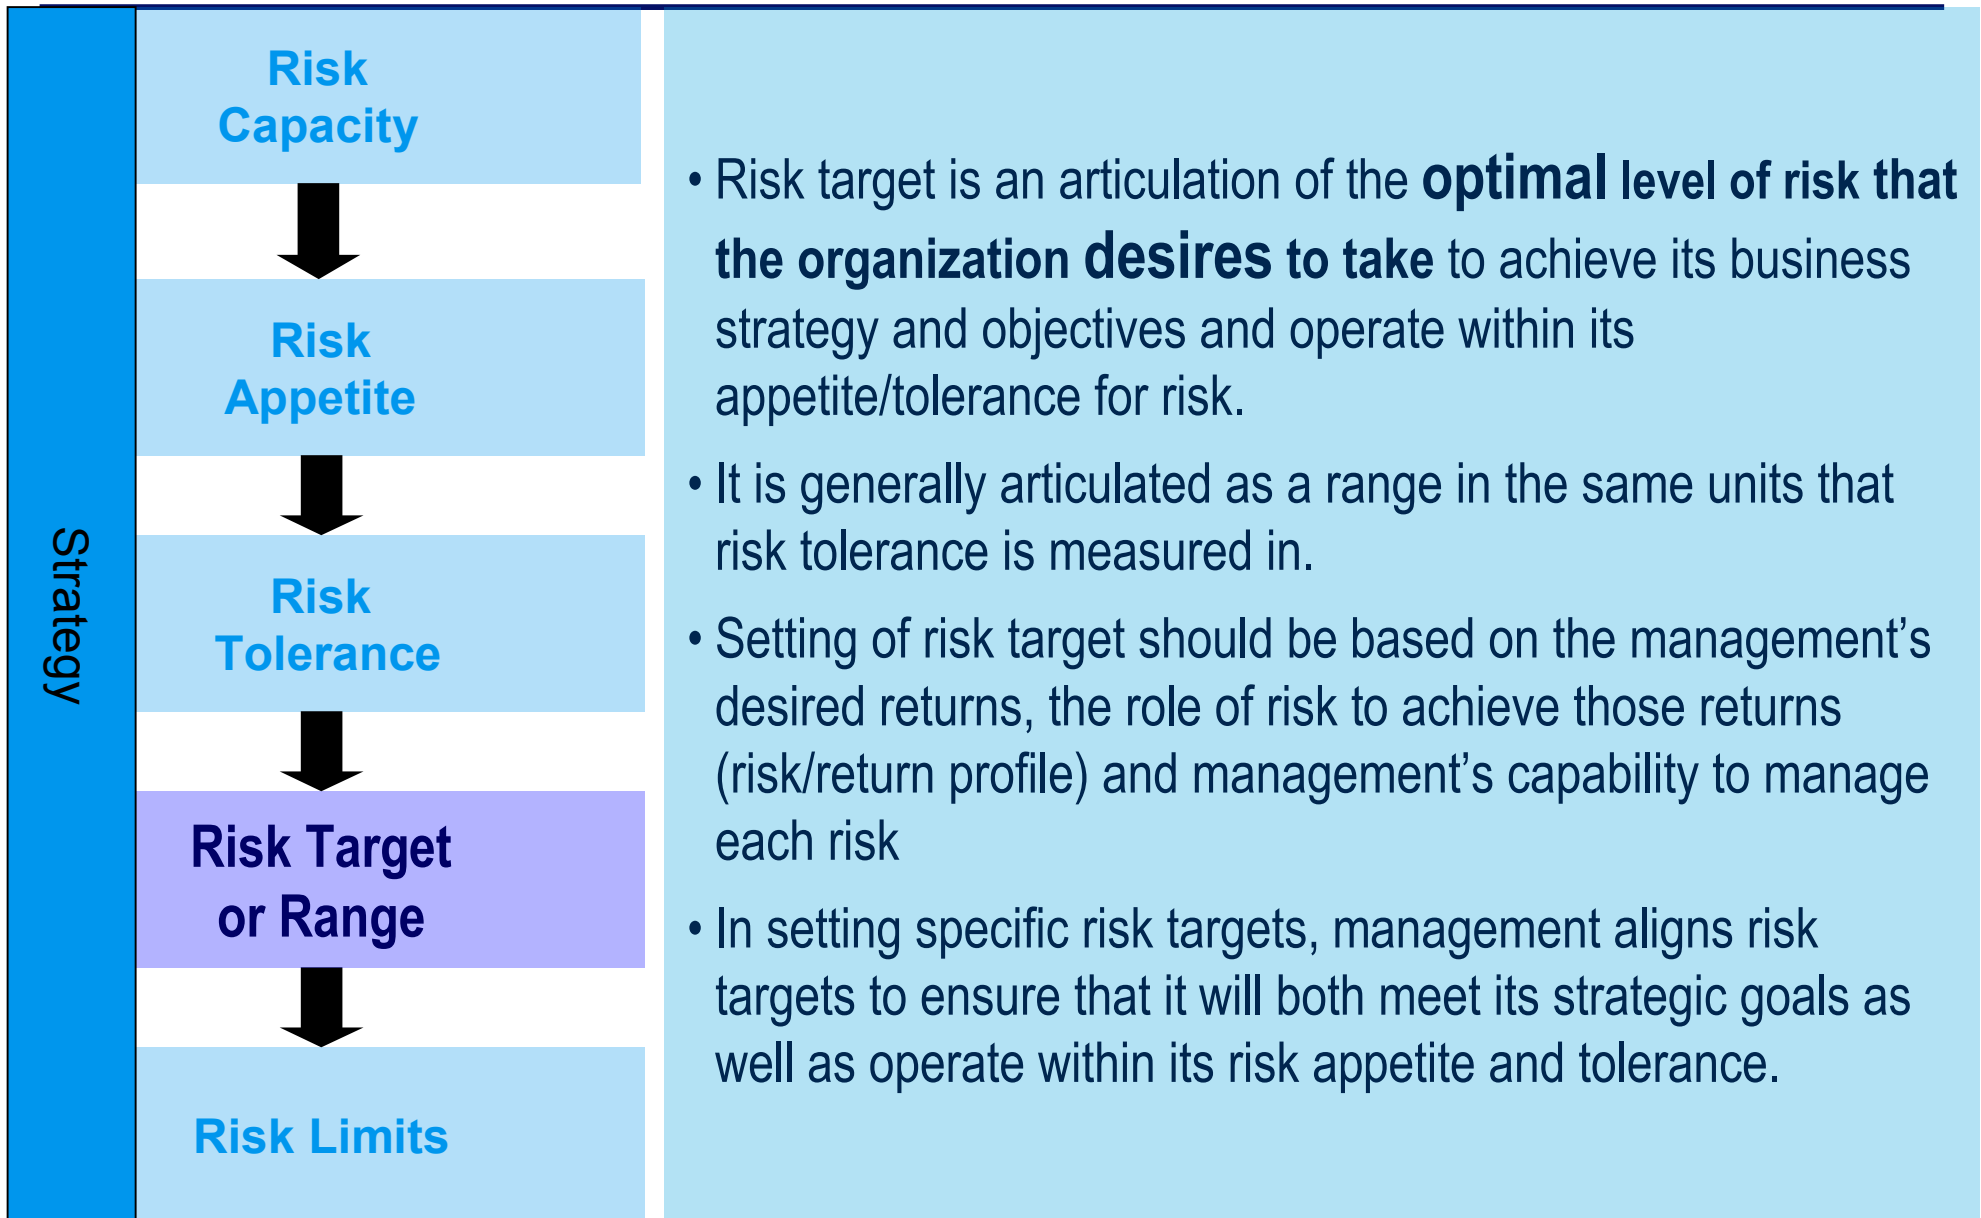 Strategy
Risk
Capacity
Risk
Appetite
Risk
Tolerance
Risk Target
or Range
Risk Limits
• Risk target is an articulation of the optimal level of risk that
the organization desires to take to achieve its business
strategy and objectives and operate within its
appetite/tolerance for risk.
• It is generally articulated as a range in the same units that
risk tolerance is measured in.
• Setting of risk target should be based on the management’s
desired returns, the role of risk to achieve those returns
(risk/return profile) and management’s capability to manage
each risk
• In setting specific risk targets, management aligns risk
targets to ensure that it will both meet its strategic goals as
well as operate within its risk appetite and tolerance.